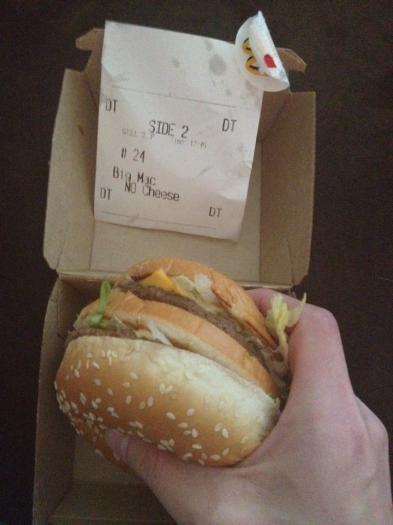 DT
DT
SIDE 2
# 24
Big Mac
NO Cheese
DT
DT